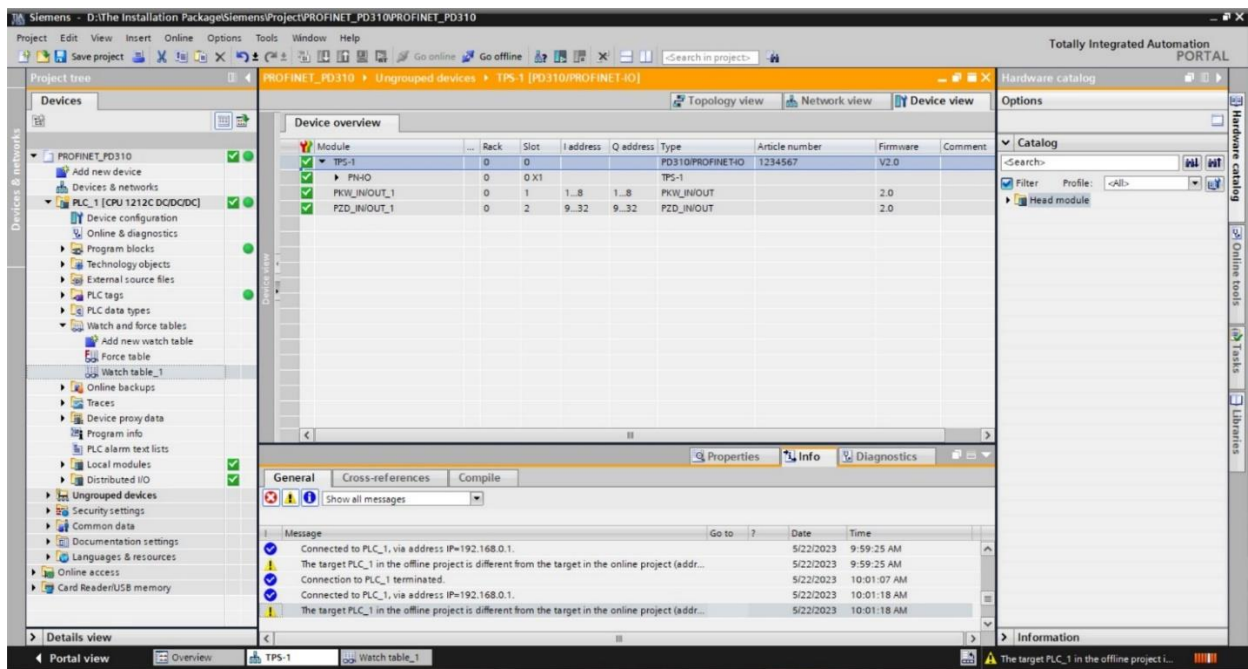 Siemens - D:\The Installation Package\Siemens\Project\PROFINET_PD310\PROFINET_PD310
Project Edit View Insert Online Options Tools Window Help
Totally Integrated Automation
PORTAL
Save project Go online Go offline <Search in project>
Project tree
PROFINET_PD310 Ungrouped devices TPS-1 [PD310/PROFINET-IO]
Hardware catalog
Devices
Topology view Network view Device view
Options
Device overview
Module ... Rack Slot I address Q address Type Article number Firmware Comment
TPS-1 0 0 PD310/PROFINET-IO 1234567 V2.0
PN-IO 0 0 X1 TPS-1
PKW_IN/OUT_1 0 1 1...8 1...8 PKW_IN/OUT 2.0
PZD_IN/OUT_1 0 2 9...32 9...32 PZD_IN/OUT 2.0
PROFINET_PD310
Add new device
Devices & networks
PLC_1 [CPU 1212C DC/DC/DC]
Device configuration
Online & diagnostics
Program blocks
Technology objects
External source files
PLC tags
PLC data types
Watch and force tables
Add new watch table
Force table
Watch table_1
Online backups
Traces
Device proxy data
Program info
PLC alarm text lists
Local modules
Distributed I/O
Ungrouped devices
Security settings
Common data
Documentation settings
Languages & resources
Online access
Card Reader/USB memory
Devices & networks
Device view
Catalog
<Search>
Filter Profile: <All>
Head module
Hardware catalog
Online tools
Tasks
Libraries
Properties Info Diagnostics
General Cross-references Compile
Show all messages
! Message Go to ? Date Time
Connected to PLC_1, via address IP=192.168.0.1. 5/22/2023 9:59:25 AM
The target PLC_1 in the offline project is different from the target in the online project (addr... 5/22/2023 9:59:25 AM
Connection to PLC_1 terminated. 5/22/2023 10:01:07 AM
Connected to PLC_1, via address IP=192.168.0.1. 5/22/2023 10:01:18 AM
The target PLC_1 in the offline project is different from the target in the online project (addr... 5/22/2023 10:01:18 AM
Details view
Information
Portal view Overview TPS-1 Watch table_1 The target PLC_1 in the offline project i...